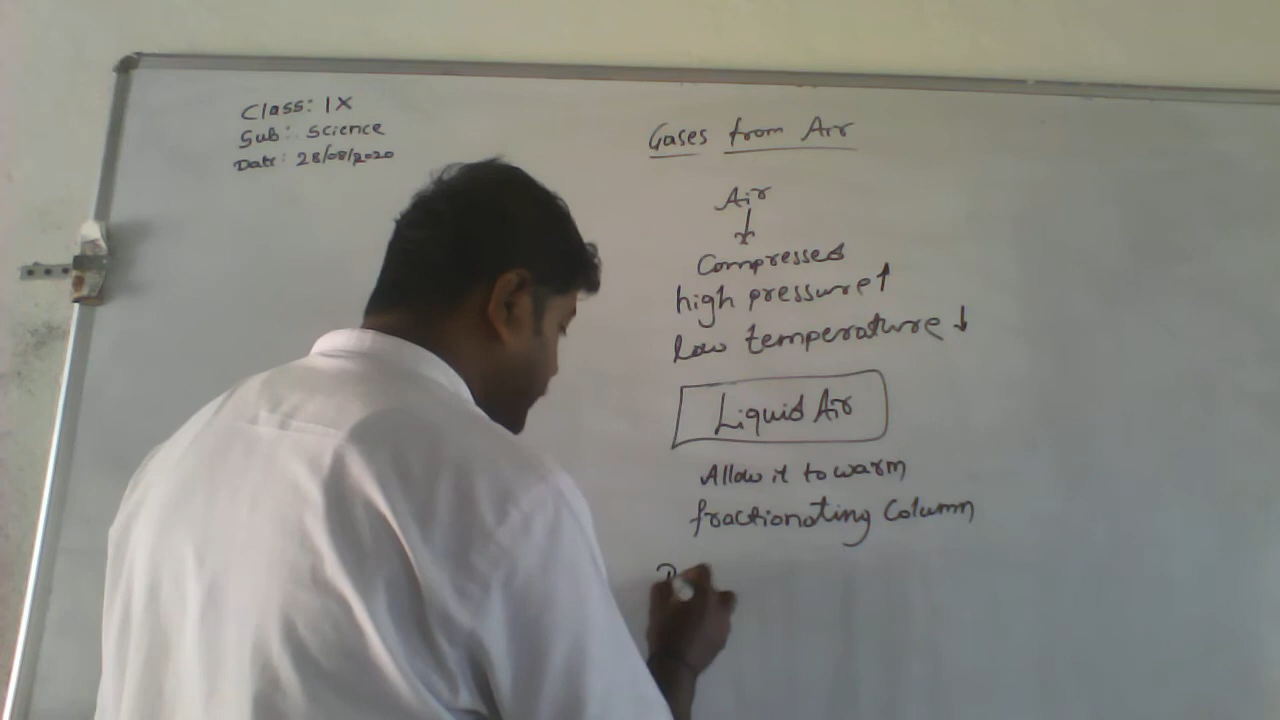 Class: IX
Sub: Science
Date: 28/08/2020
Gases from Air
Air
↓
Compressed
high pressure↑
low temperature↓
Liquid Air
Allow it to warm
fractionating Column